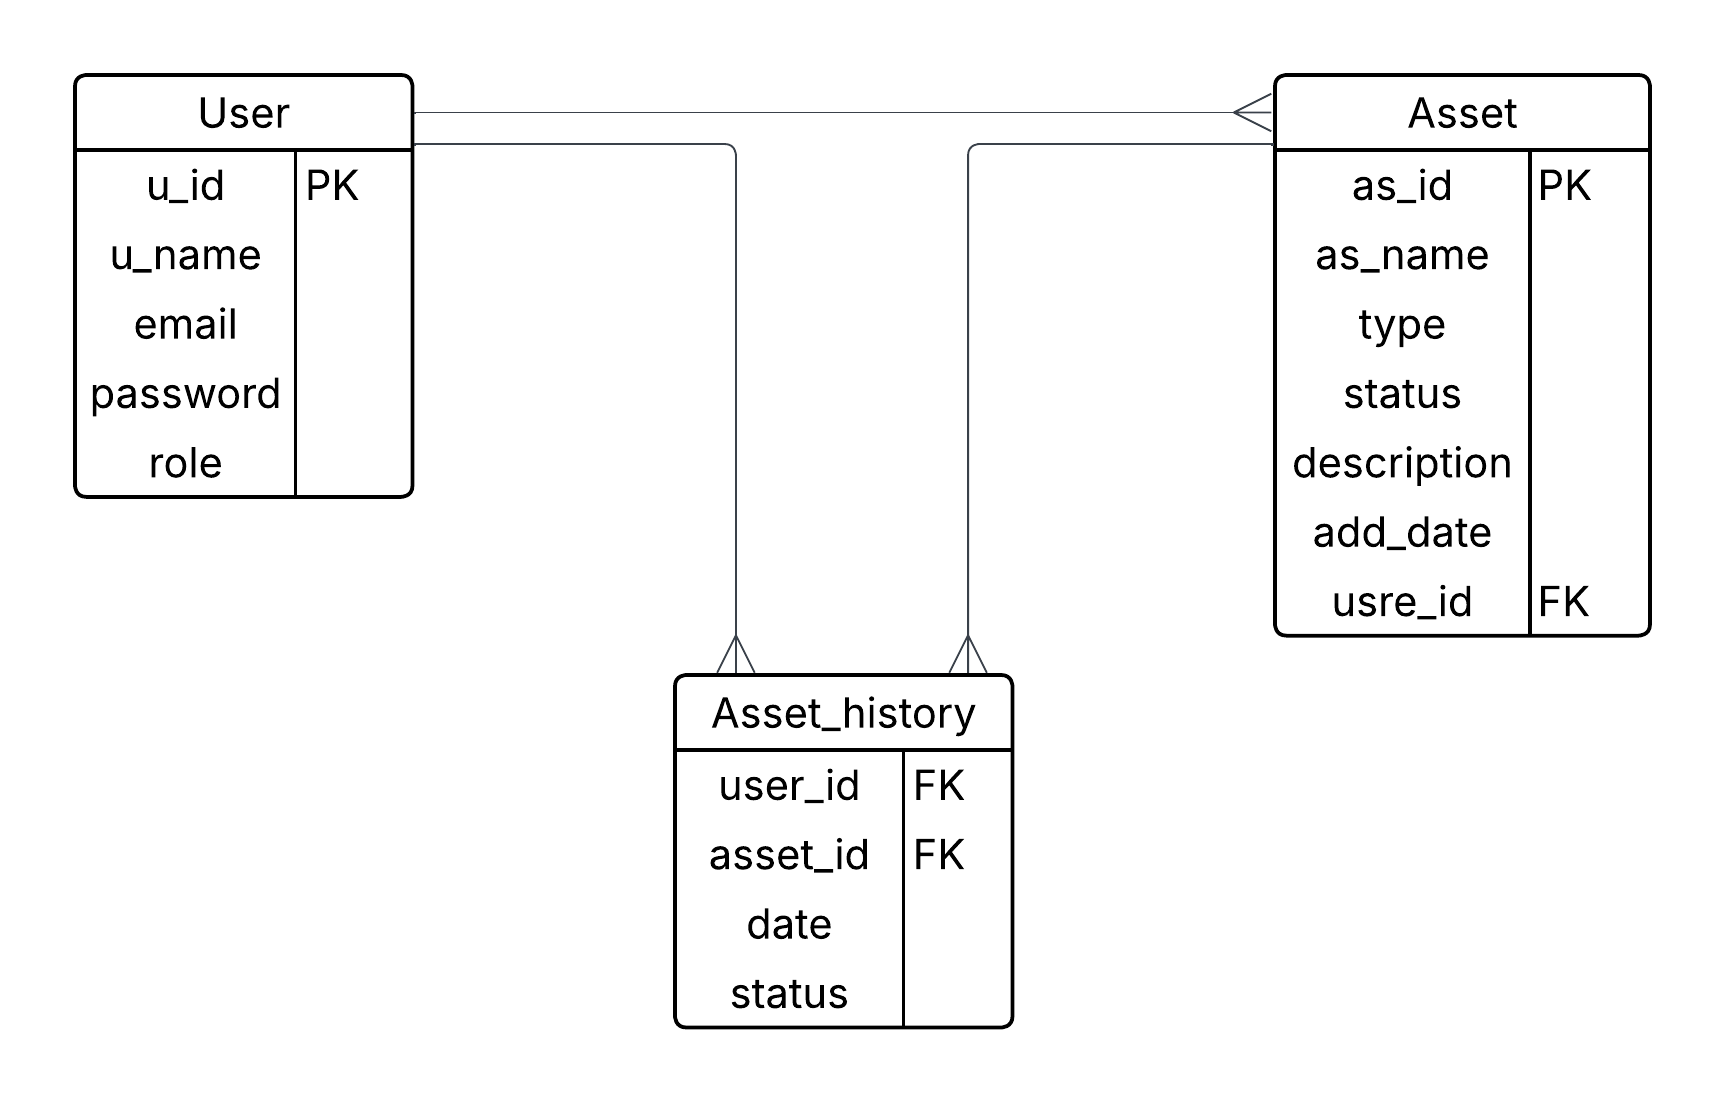 User
u_id PK
u_name
email
password
role
Asset
as_id PK
as_name
type
status
description
add_date
usre_id FK
Asset_history
user_id FK
asset_id FK
date
status